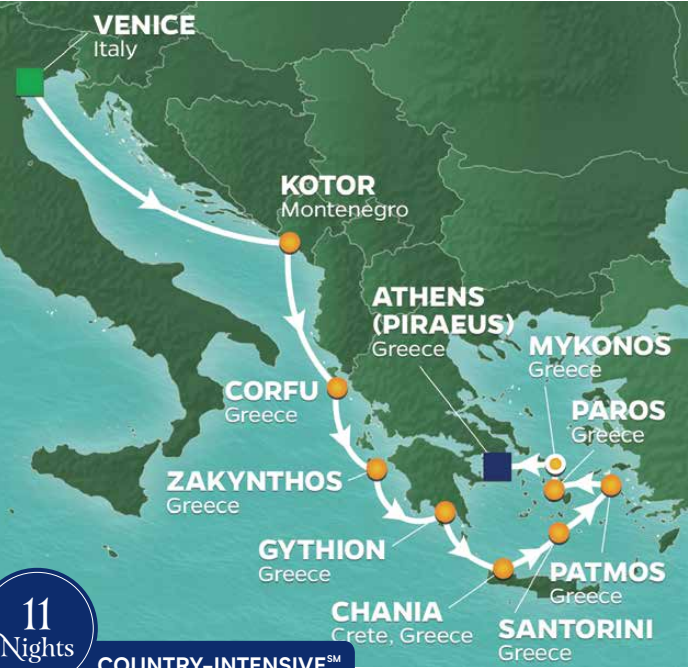 VENICE
Italy
KOTOR
Montenegro
ATHENS
(PIRAEUS)
Greece
MYKONOS
Greece
PAROS
Greece
CORFU
Greece
ZAKYNTHOS
Greece
GYTHION
Greece
PATMOS
Greece
CHANIA
Crete, Greece
SANTORINI
Greece
11
Nights
COUNTRY-INTENSIVE℠